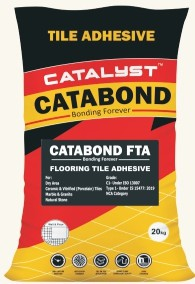 TILE ADHESIVE
CATALYST™
CATABOND
Bonding Forever
CATABOND FTA
Bonding Forever
FLOORING TILE ADHESIVE
For:
Dry Area
Ceramic & Vitrified (Porcelain) Tiles
Marble & Granite
Natural Stone
Grade:
C1- Under ISO 13007
Type 1- Under IS 15477: 2019
NCA Category
20kg